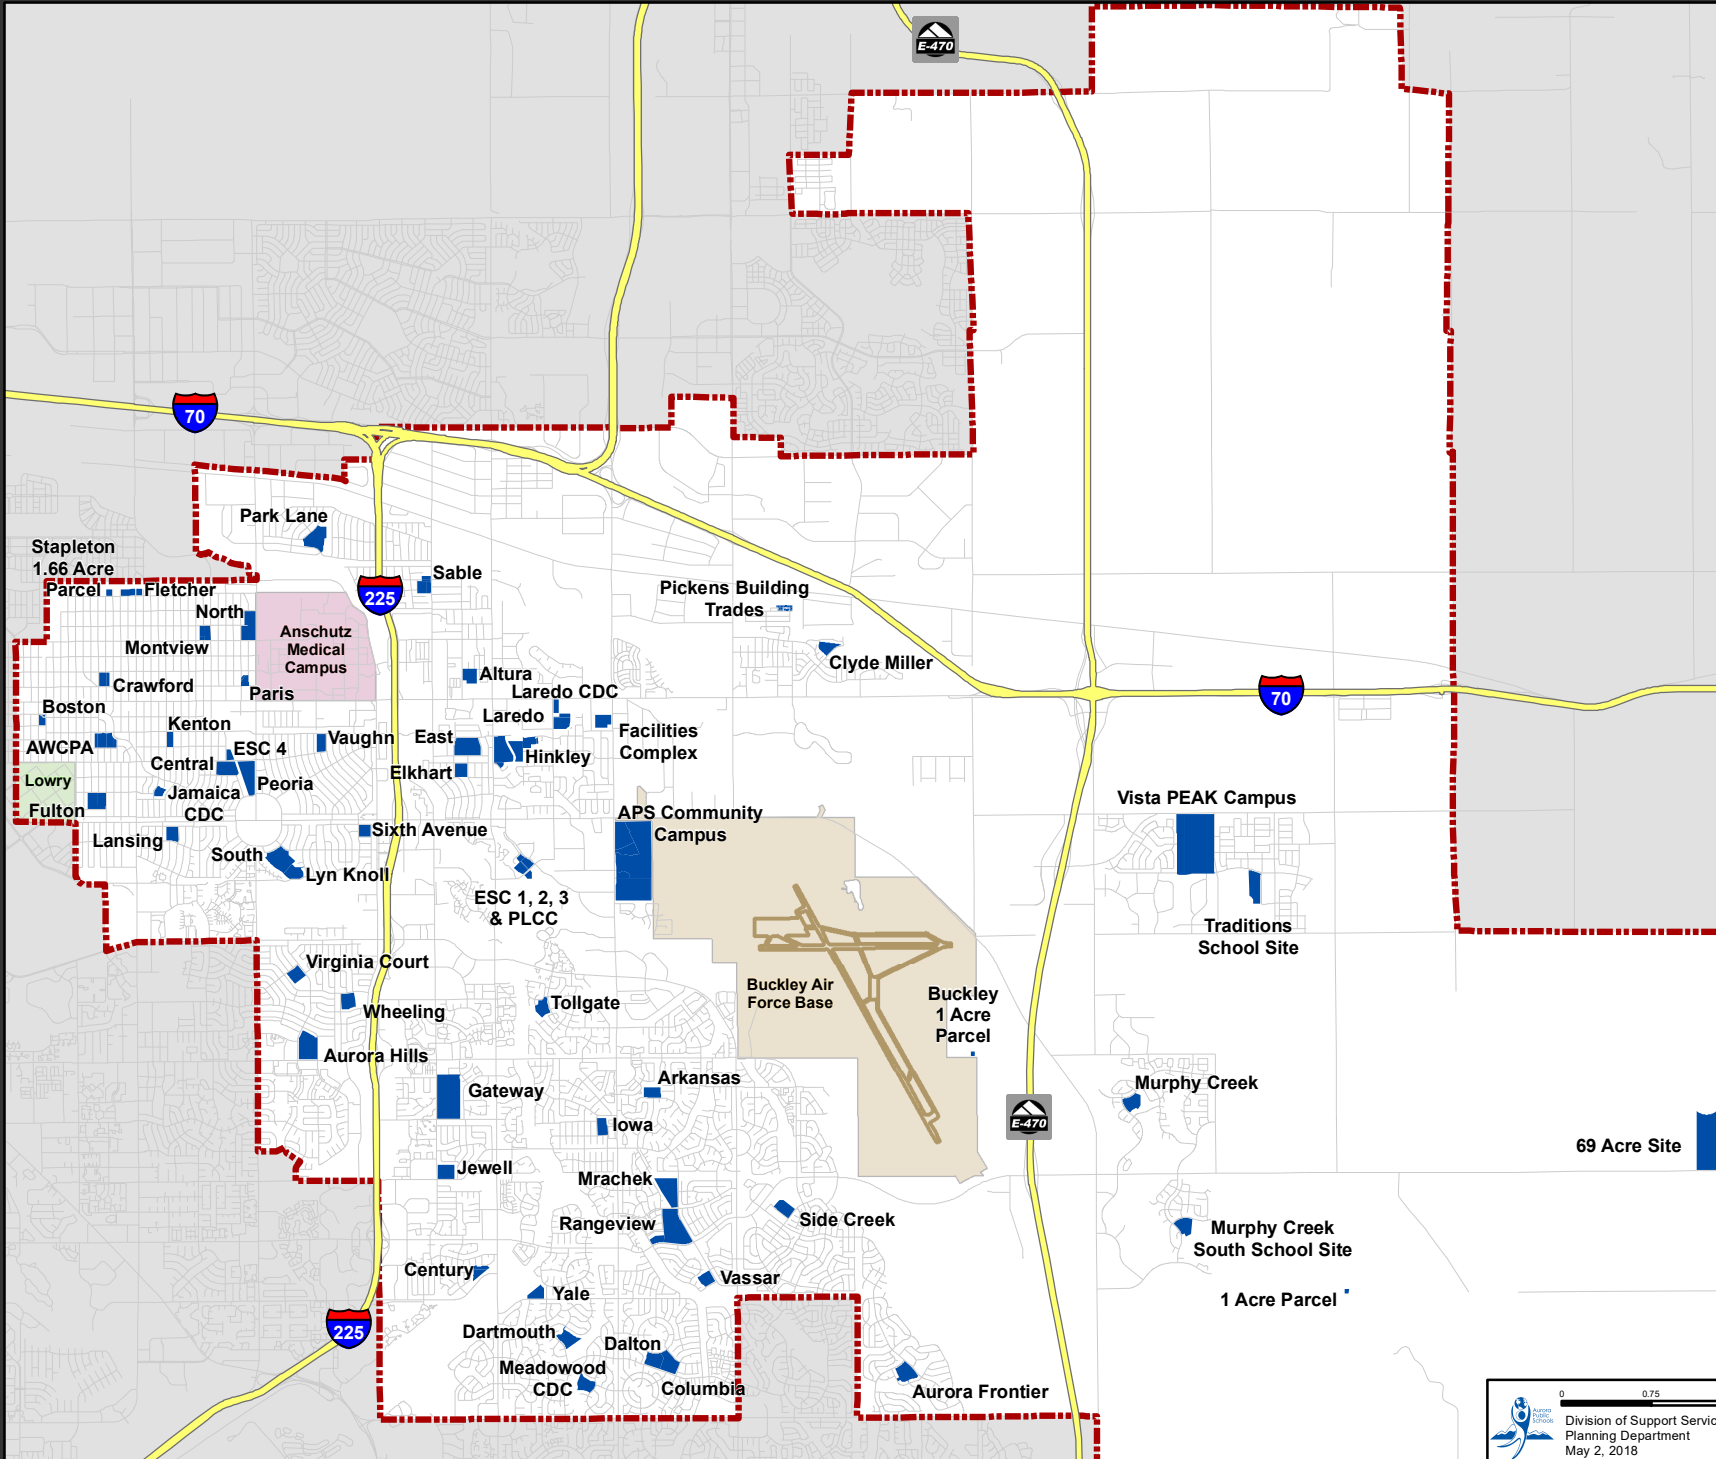 E-470
70
Park Lane
Stapleton
1.66 Acre
Parcel
Fletcher
225
Sable
Pickens Building
Trades
North
Anschutz
Medical
Campus
Montview
Clyde Miller
Altura
Crawford
Paris
Laredo CDC
70
Boston
Laredo
Kenton
Facilities
Complex
AWCPA
ESC 4
Vaughn
East
Hinkley
Central
Elkhart
Lowry
Peoria
Jamaica
CDC
Vista PEAK Campus
Fulton
APS Community
Campus
Lansing
Sixth Avenue
South
Lyn Knoll
ESC 1, 2, 3
& PLCC
Traditions
School Site
Virginia Court
Buckley Air
Force Base
Buckley
1 Acre
Parcel
Tollgate
Wheeling
Aurora Hills
Gateway
Arkansas
Murphy Creek
E-470
Iowa
69 Acre Site
Jewell
Mrachek
Rangeview
Side Creek
Murphy Creek
South School Site
Century
Vassar
Yale
1 Acre Parcel
225
Dartmouth
Dalton
Meadowood
CDC
Columbia
Aurora Frontier
0 0.75
Aurora
Public
Schools
Division of Support Servic
Planning Department
May 2, 2018